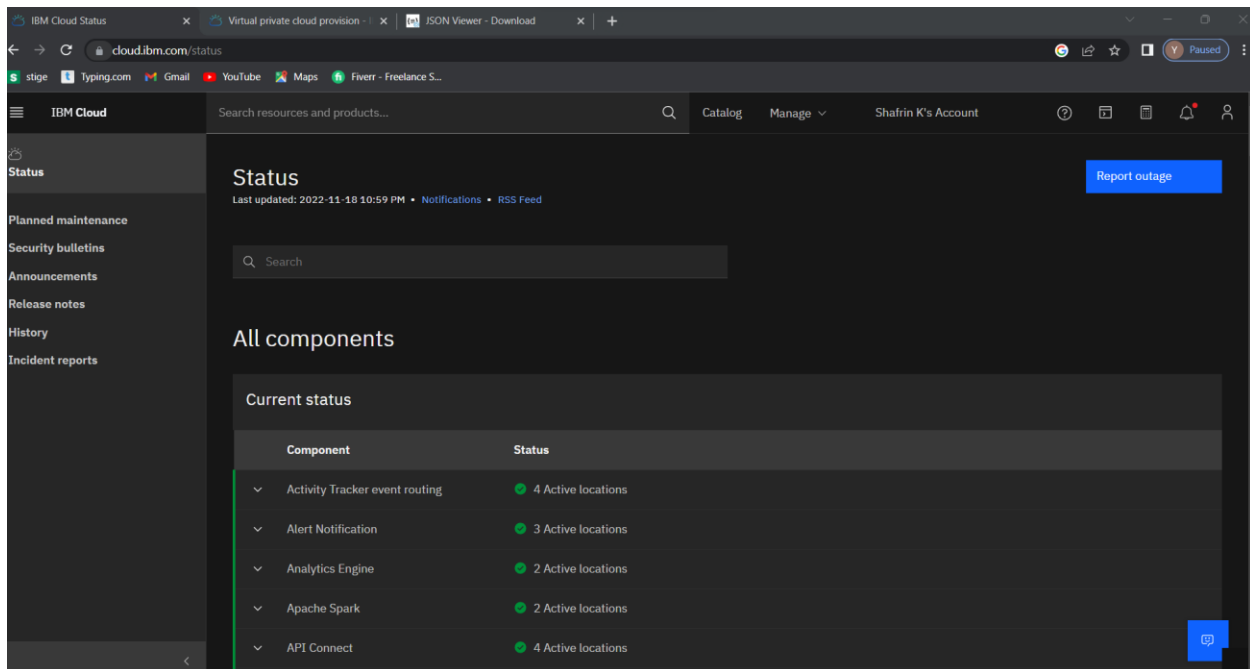 IBM Cloud Status
Virtual private cloud provision -
JSON Viewer - Download
cloud.ibm.com/status
Y Paused
S stige
t Typing.com
Gmail
YouTube
Maps
fi Fiverr - Freelance S...
IBM Cloud
Search resources and products...
Catalog
Manage
Shafrin K's Account
Status
Planned maintenance
Security bulletins
Announcements
Release notes
History
Incident reports
Status
Report outage
Last updated: 2022-11-18 10:59 PM • Notifications • RSS Feed
Search
All components
Current status
Component Status
Activity Tracker event routing 4 Active locations
Alert Notification 3 Active locations
Analytics Engine 2 Active locations
Apache Spark 2 Active locations
API Connect 4 Active locations